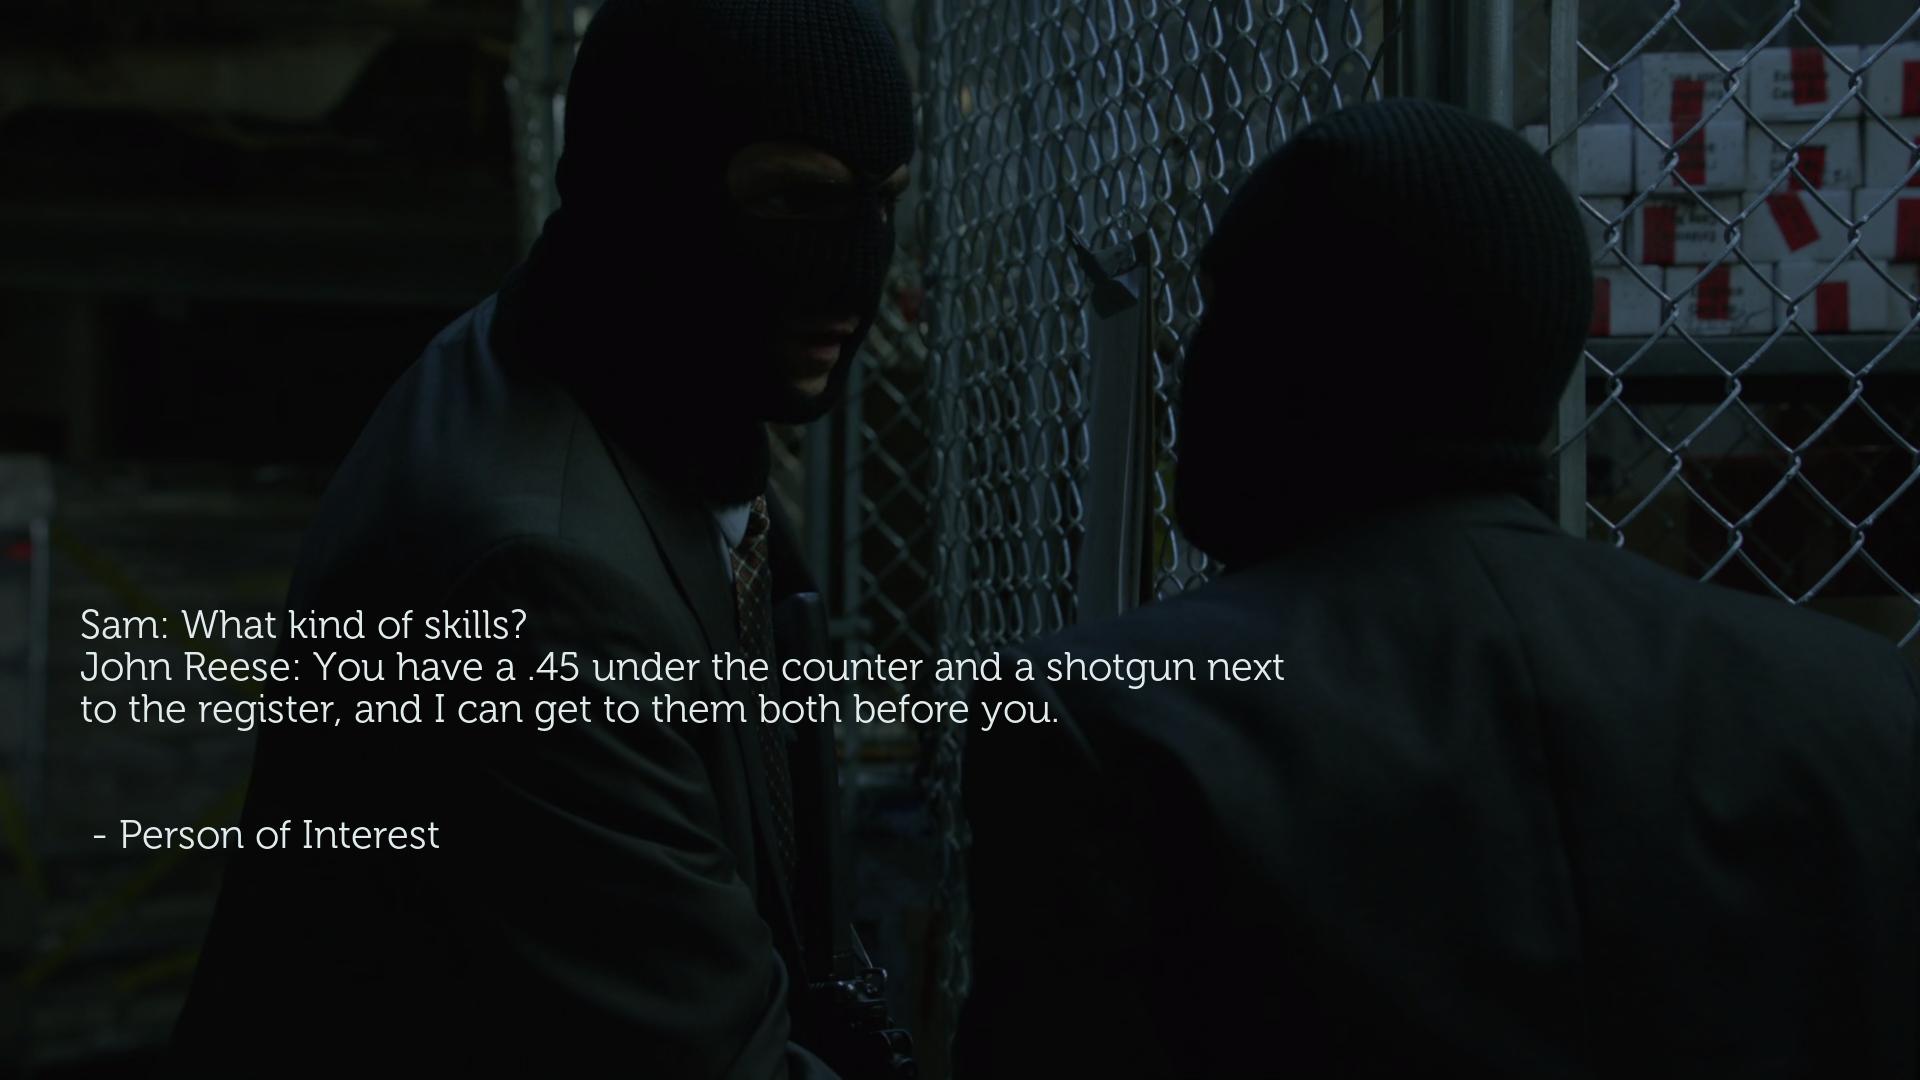 Sam: What kind of skills?
John Reese: You have a .45 under the counter and a shotgun next
to the register, and I can get to them both before you.
- Person of Interest